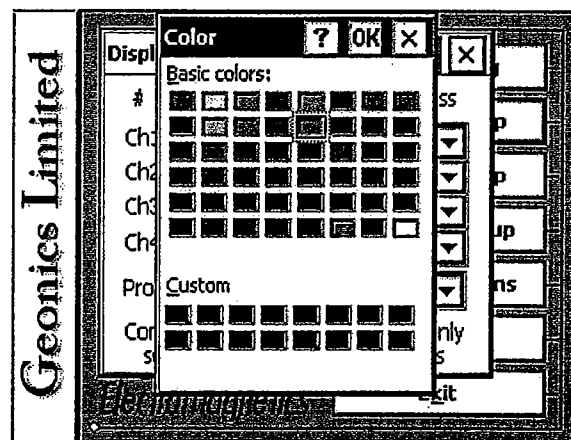 Geonics Limited
Color ? OK X
Displ X
Basic colors:
# ss
Ch1
Ch2 p
Ch3
Ch4 up
Custom
Pro ns
Con nly
s s
Exit
Electromagnetics